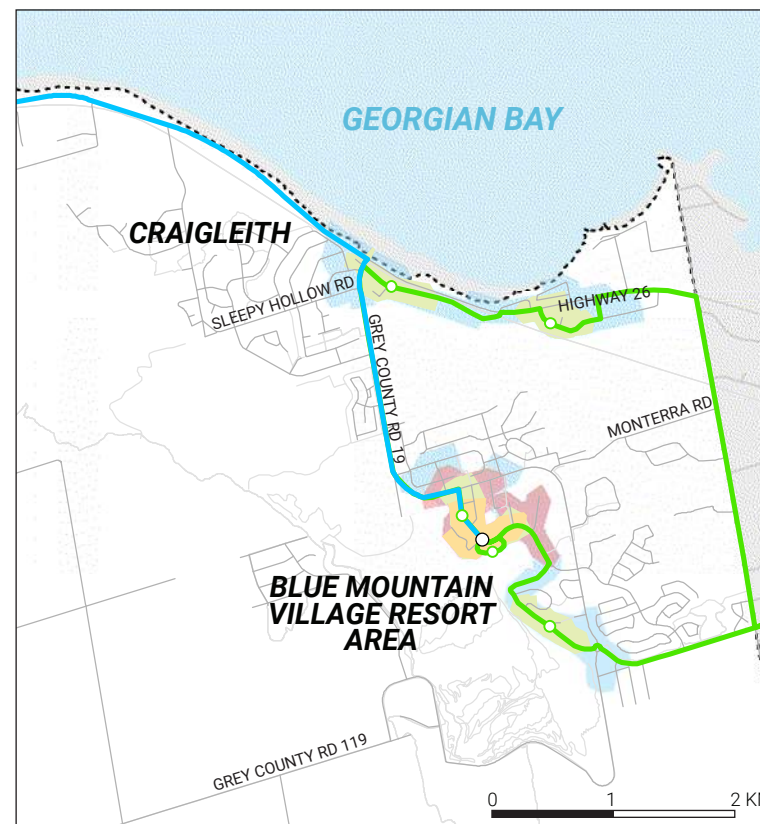 GEORGIAN BAY
CRAIGLEITH
SLEEPY HOLLOW RD
HIGHWAY 26
GREY COUNTY RD 19
MONTERRA RD
BLUE MOUNTAIN
VILLAGE RESORT
AREA
GREY COUNTY RD 119
0 1 2 KM